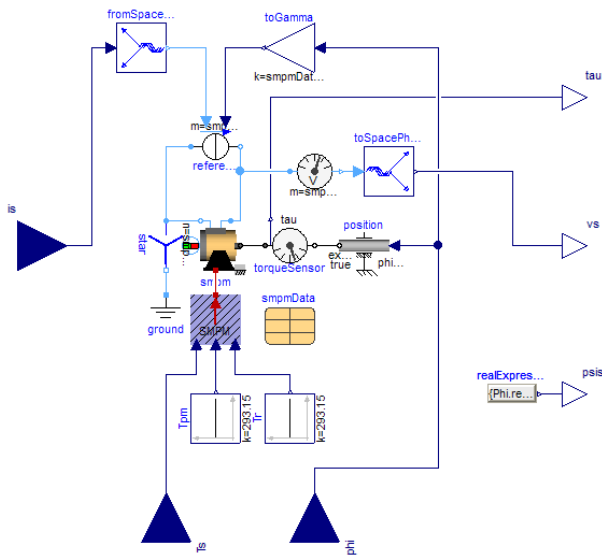 fromSpace...
toGamma
k=smpmDat...
tau
m=smp...
refere...
toSpacePh...
V
m=smp...
is
vs
star
m=smp...
tau
position
torqueSensor
ex...
true
phi...
smpm
ground
SMPM
smpmData
realExpres...
{Phi.re...
psis
Tpm
k=293.15
Tr
k=293.15
Ts
phi